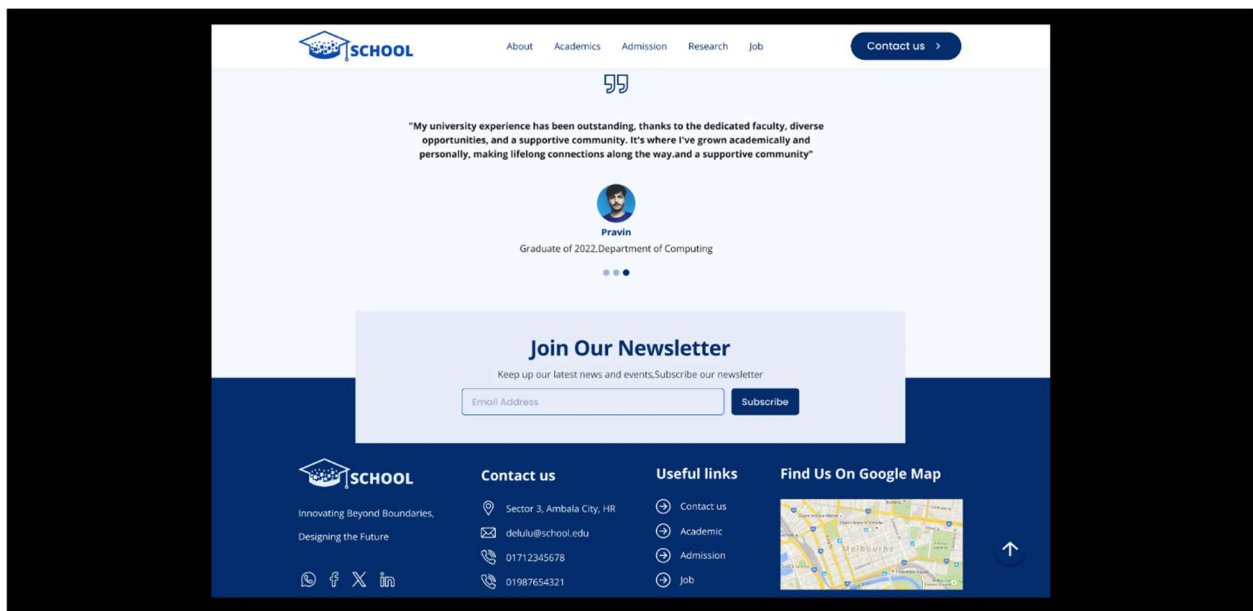 SCHOOL
About Academics Admission Research Job
Contact us
"My university experience has been outstanding, thanks to the dedicated faculty, diverse
opportunities, and a supportive community. It's where I've grown academically and
personally, making lifelong connections along the way.and a supportive community"
Pravin
Graduate of 2022,Department of Computing
Join Our Newsletter
Keep up our latest news and events,Subscribe our newsletter
Email Address
Subscribe
SCHOOL
Innovating Beyond Boundaries,
Designing the Future
Contact us
Sector 3, Ambala City, HR
delulu@school.edu
01712345678
01987654321
Useful links
Contact us
Academic
Admission
Job
Find Us On Google Map
Melbourne